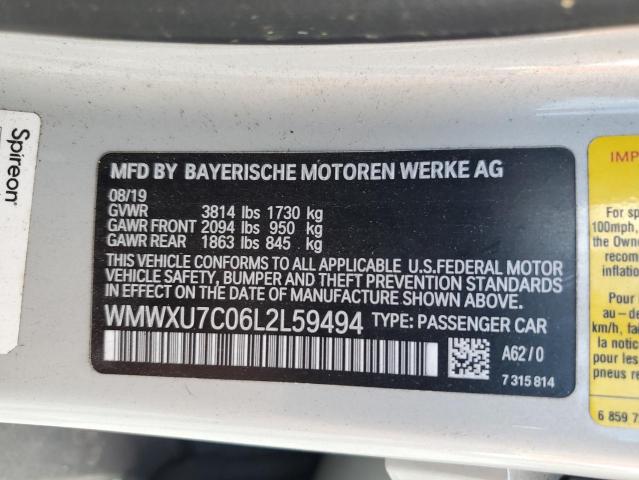 Spireon
MFD BY BAYERISCHE MOTOREN WERKE AG
08/19
GVWR 3814 lbs 1730 kg
GAWR FRONT 2094 lbs 950 kg
GAWR REAR 1863 lbs 845 kg
THIS VEHICLE CONFORMS TO ALL APPLICABLE U.S.FEDERAL MOTOR
VEHICLE SAFETY, BUMPER AND THEFT PREVENTION STANDARDS
IN EFFECT ON THE DATE OF MANUFACTURE SHOWN ABOVE.
WMWXU7C06L2L59494 TYPE: PASSENGER CAR
A62/0
7 315 814
IMP
For sp
100mph,
the Own
recom
inflation
Pour
au-de
km/h, fa
la notic
pour les
pneus re
6 859 7